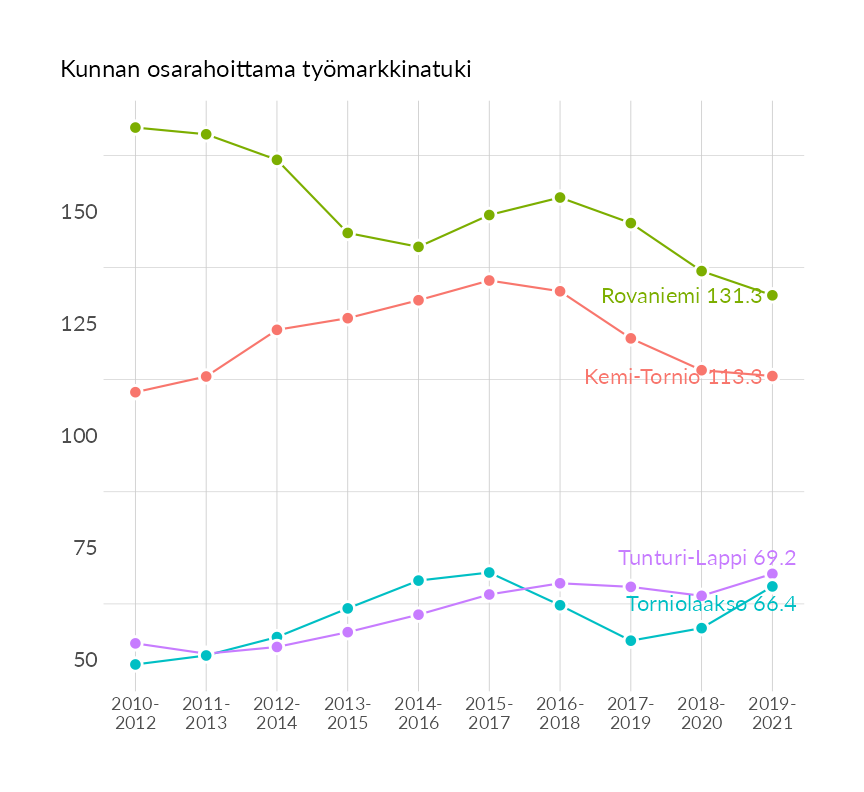 Kunnan osarahoittama työmarkkinatuki
150
125
100
75
50
Rovaniemi 131.3
Kemi-Tornio 113.3
Tunturi-Lappi 69.2
Torniolaakso 66.4
2010- 2011- 2012- 2013- 2014- 2015- 2016- 2017- 2018- 2019-
2012 2013 2014 2015 2016 2017 2018 2019 2020 2021